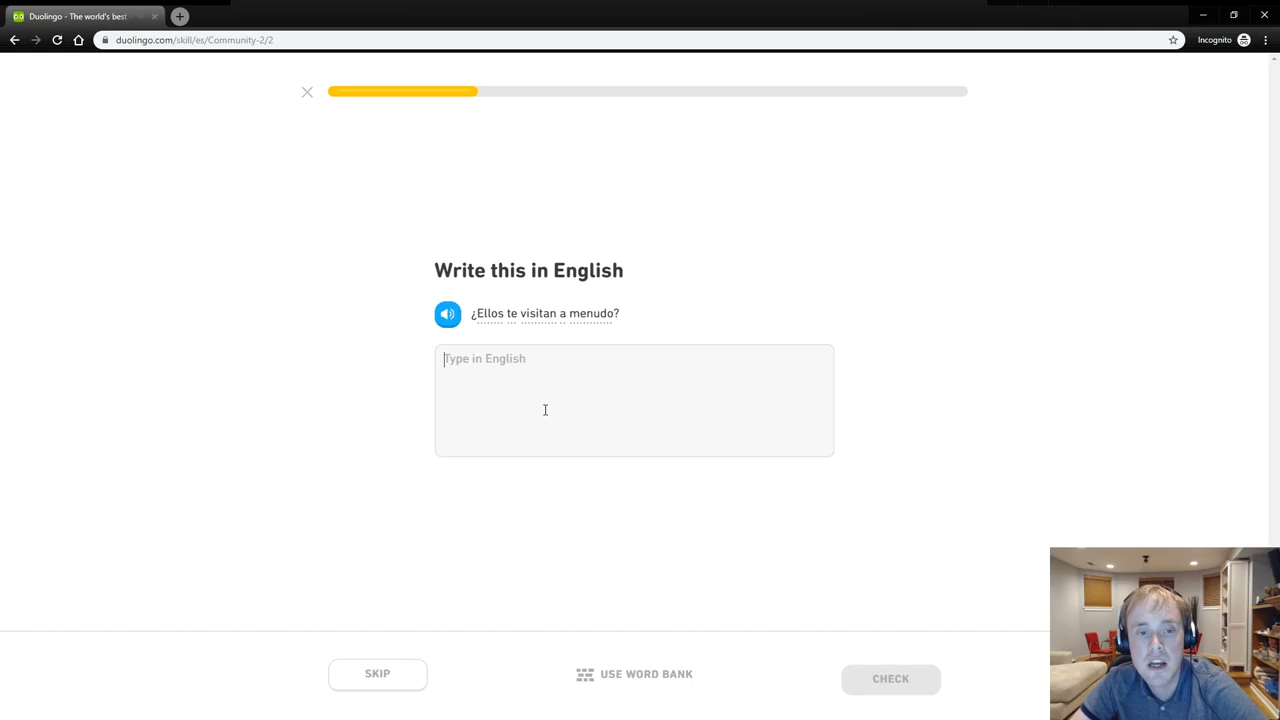 Duolingo - The world's best
duolingo.com/skill/es/Community-2/2
Incognito
Write this in English
¿Ellos te visitan a menudo?
Type in English
SKIP
USE WORD BANK
CHECK